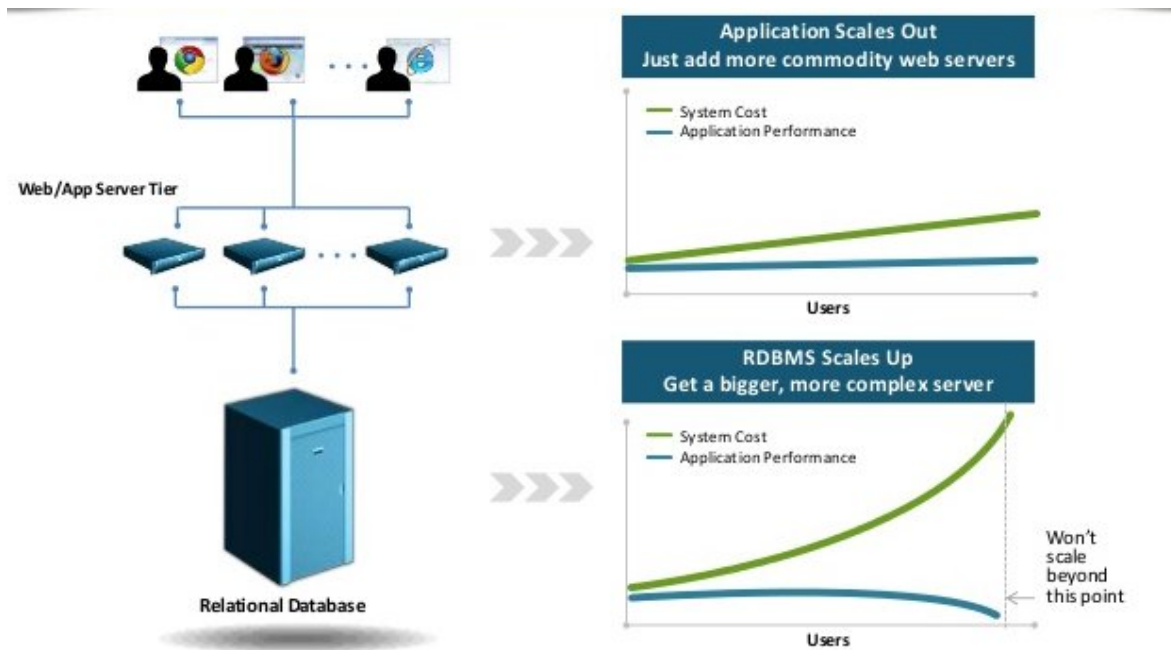 Web/App Server Tier
Relational Database
Application Scales Out
Just add more commodity web servers
System Cost
Application Performance
Users
RDBMS Scales Up
Get a bigger, more complex server
System Cost
Application Performance
Won't
scale
beyond
this point
Users